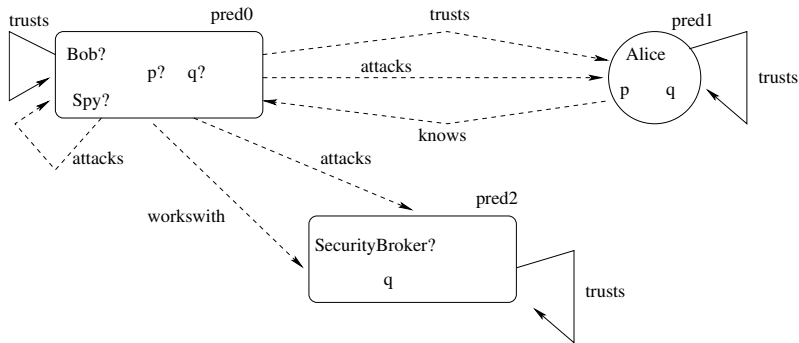 trusts
pred0
trusts
pred1
Bob?
p? q?
Spy?
attacks
Alice
p q
trusts
knows
attacks
attacks
workswith
pred2
SecurityBroker?
q
trusts